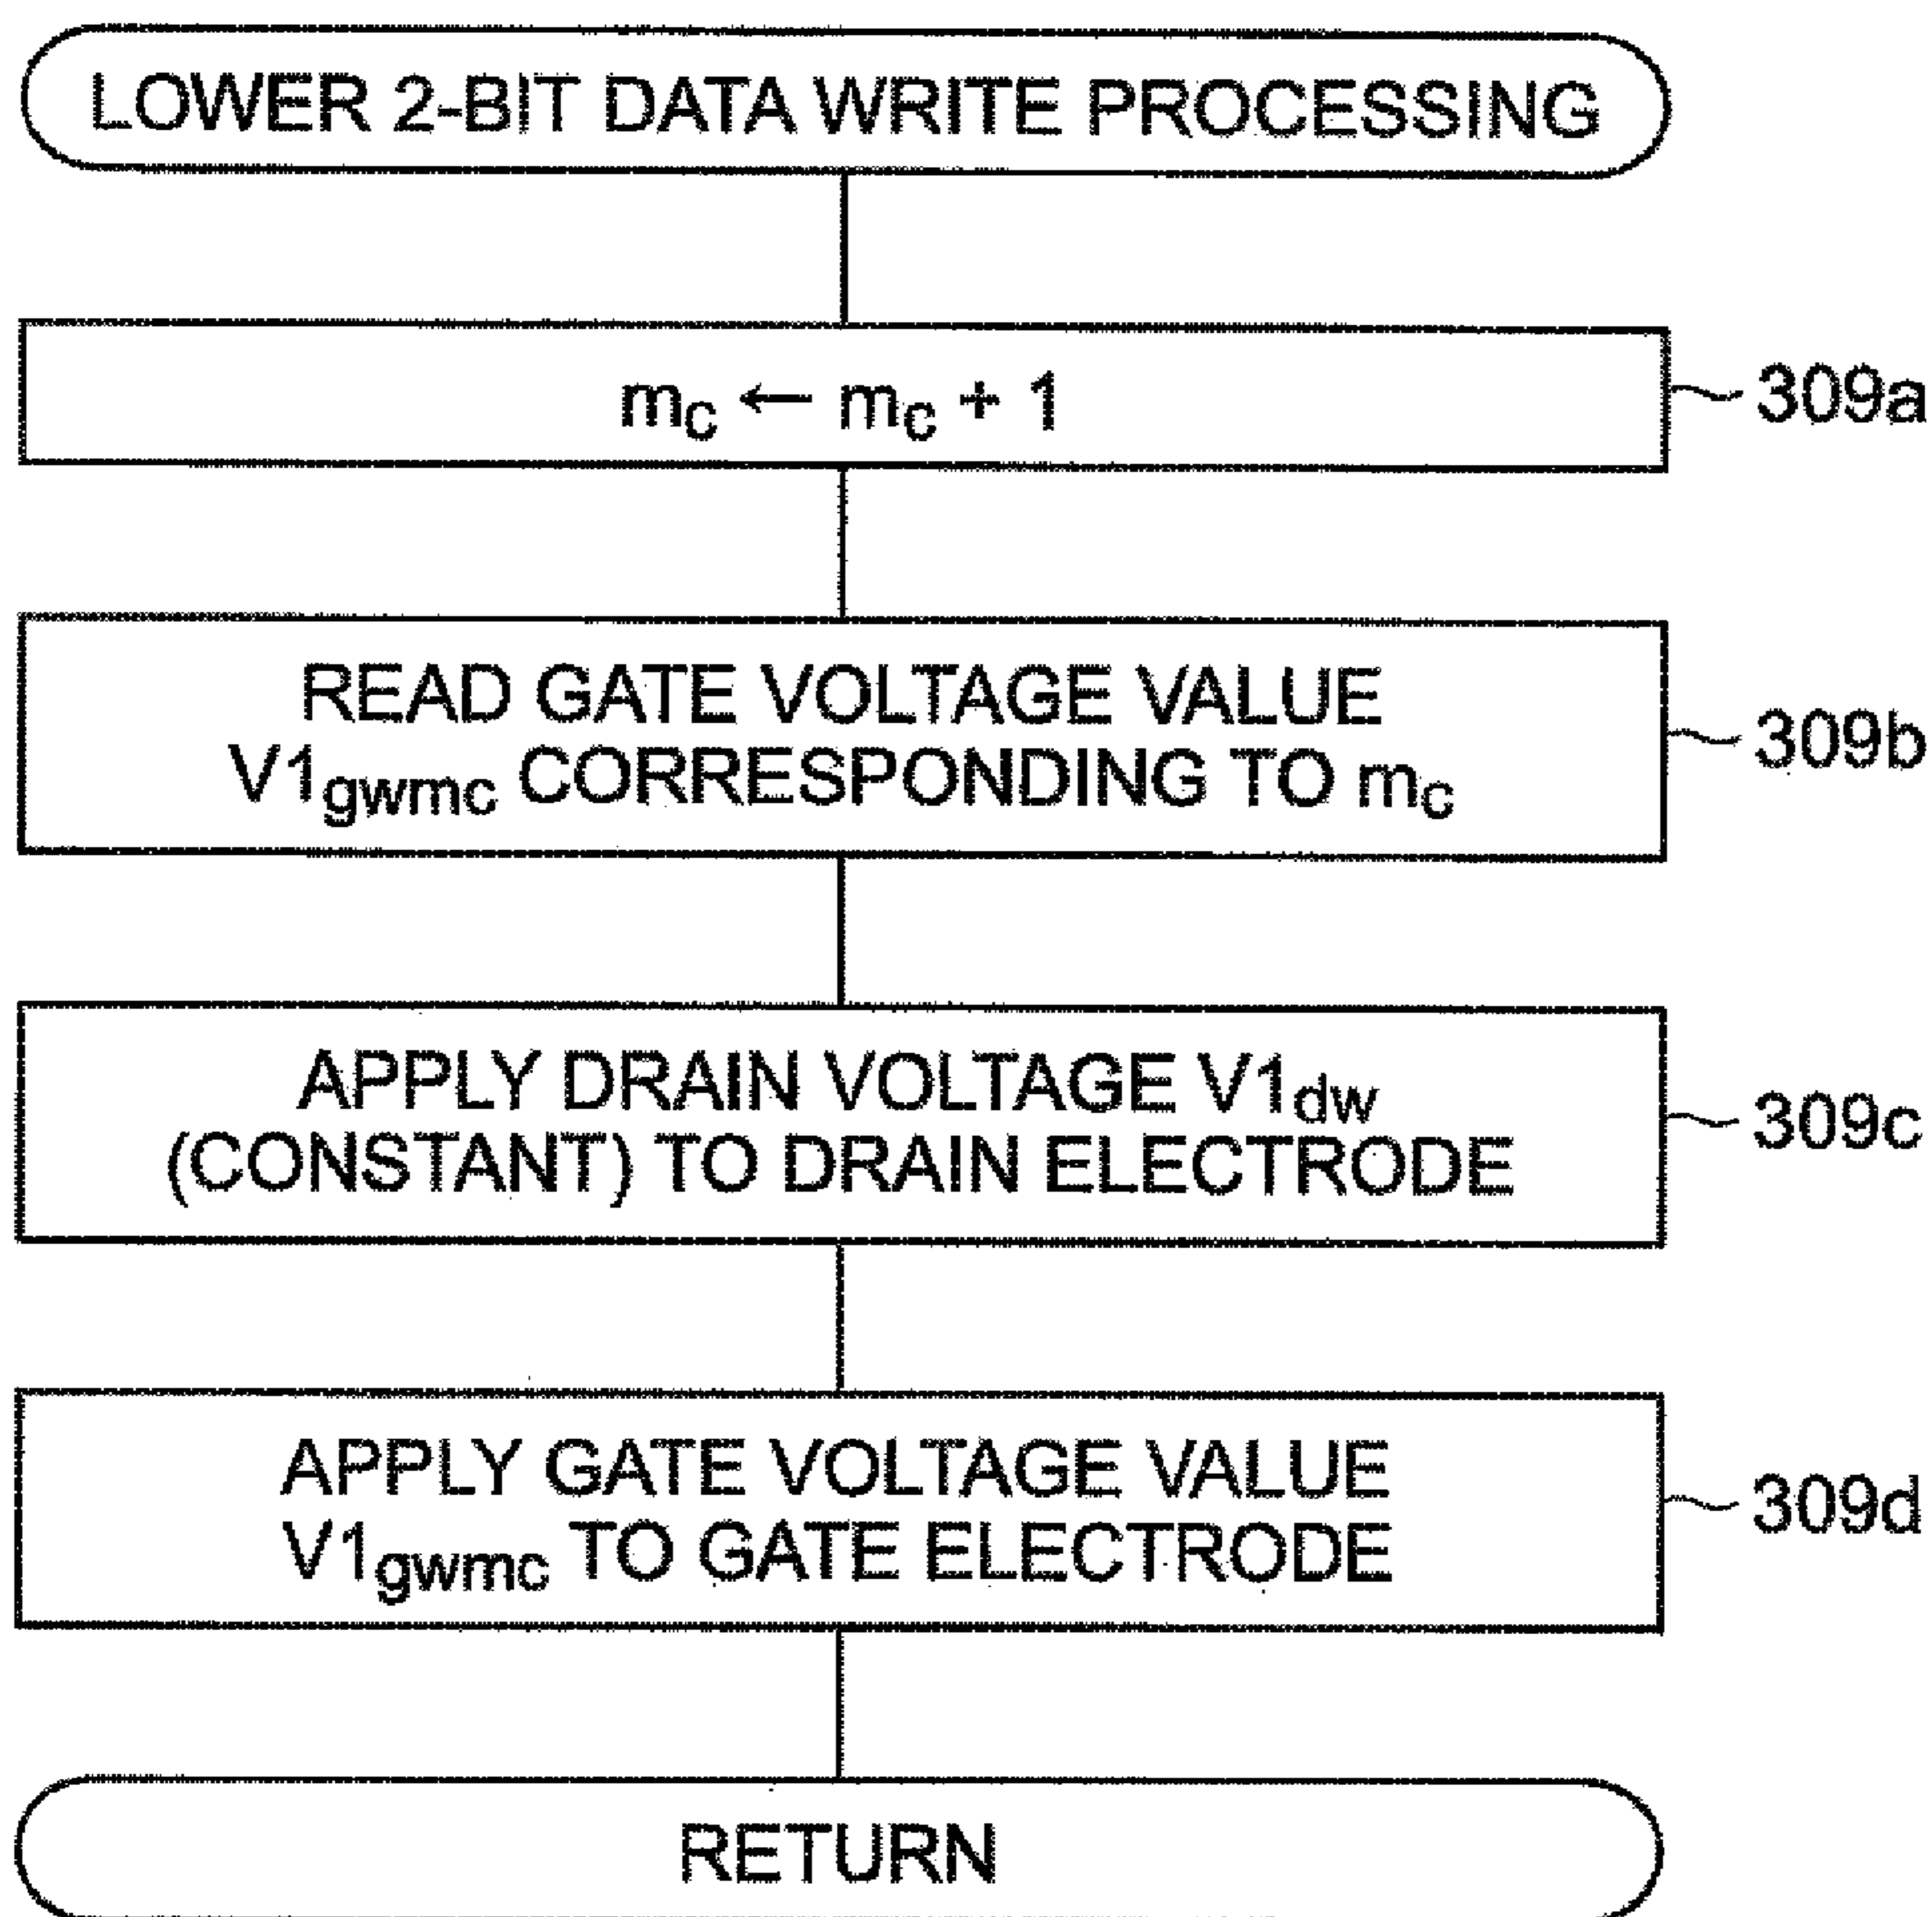 LOWER 2-BIT DATA WRITE PROCESSING
mc ← mc + 1
309a
READ GATE VOLTAGE VALUE
V1gwmc CORRESPONDING TO mc
309b
APPLY DRAIN VOLTAGE V1dw
(CONSTANT) TO DRAIN ELECTRODE
309c
APPLY GATE VOLTAGE VALUE
V1gwmc TO GATE ELECTRODE
309d
RETURN